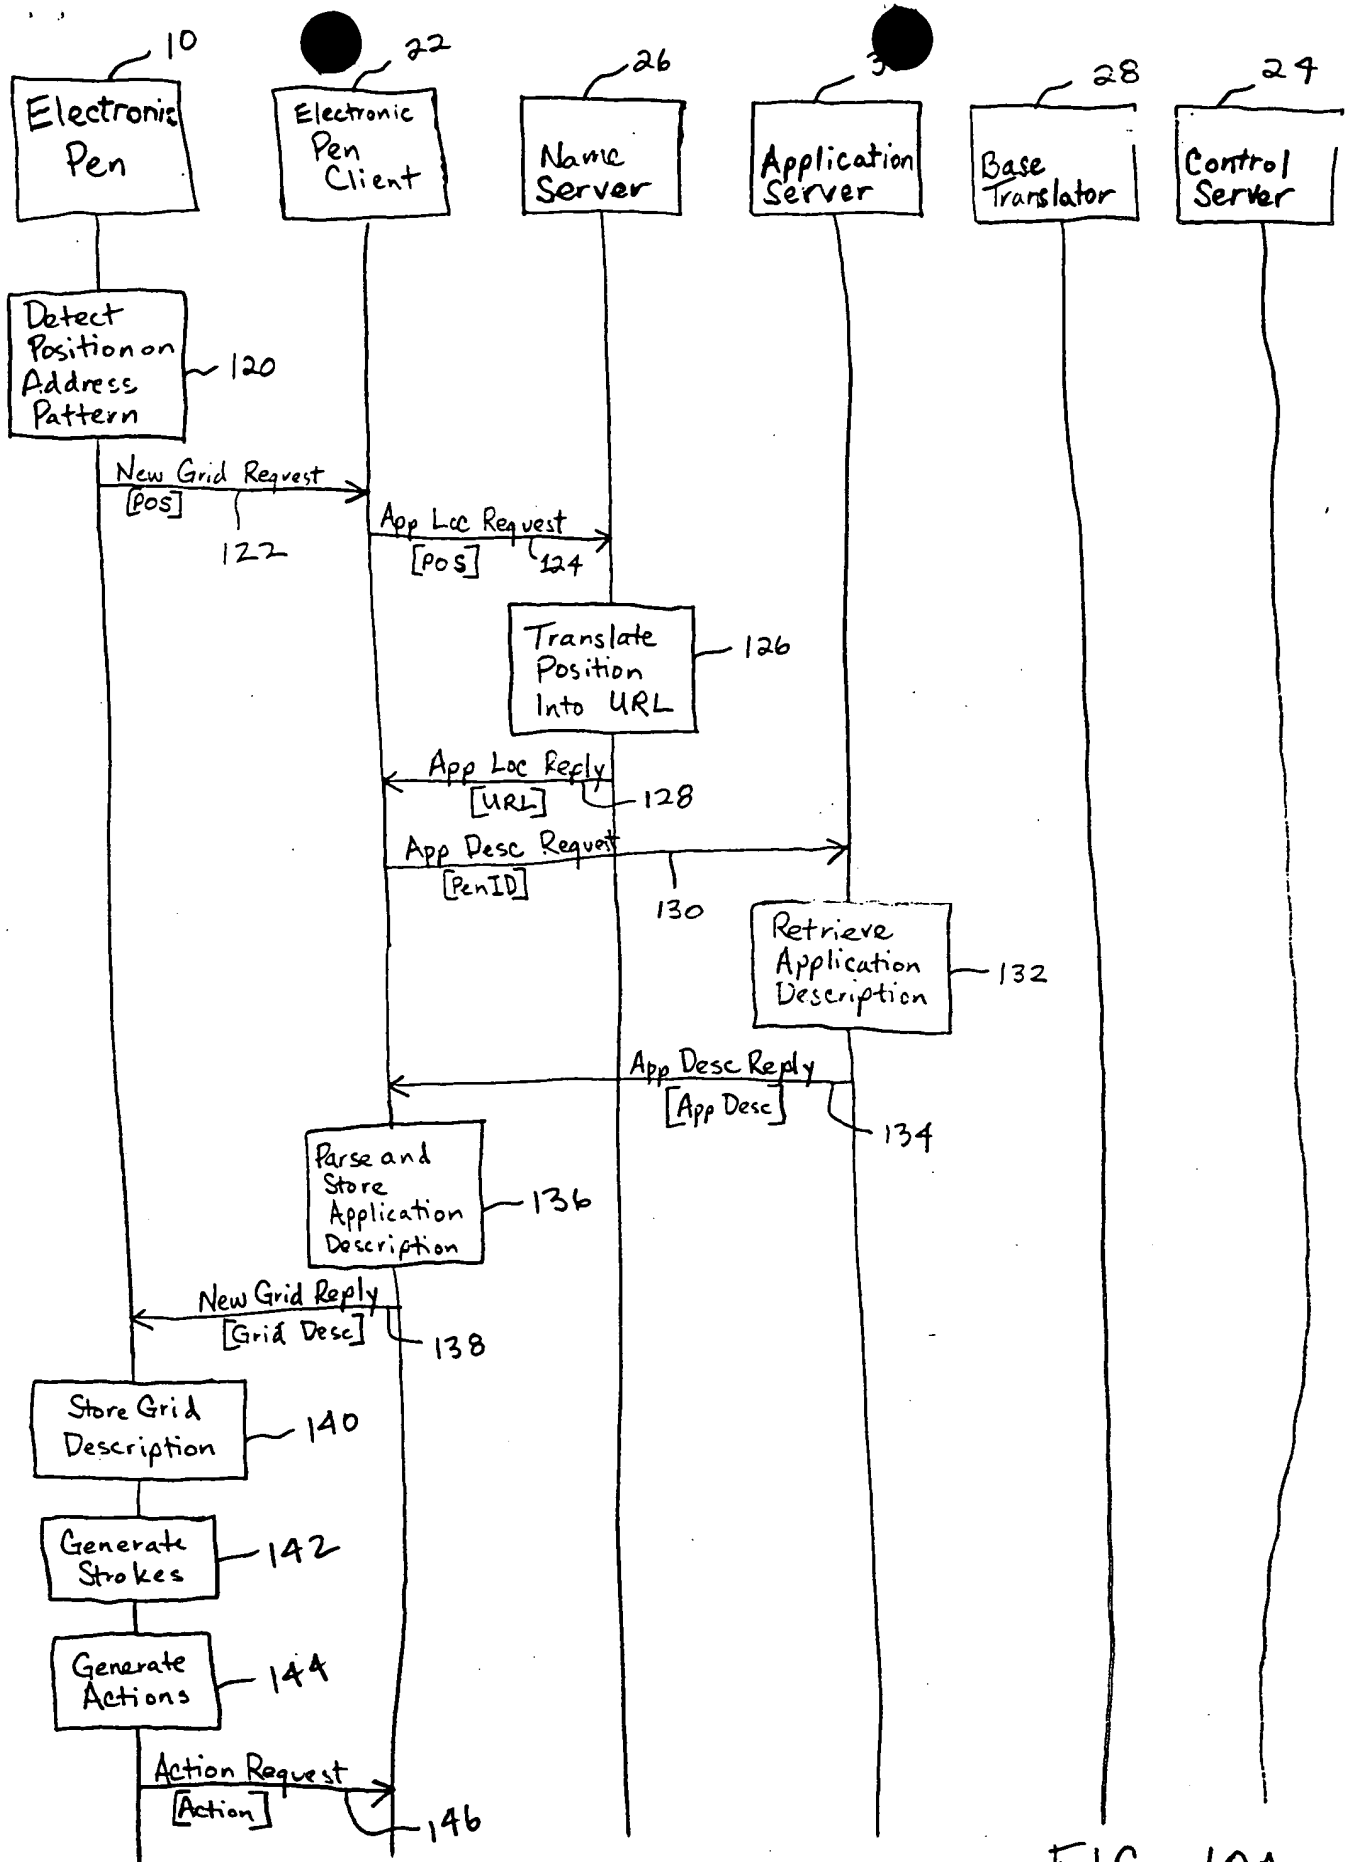 10
22
26
3
28
24
Electronic
Pen
Electronic
Pen
Client
Name
Server
Application
Server
Base
Translator
Control
Server
Detect
Position on
Address
Pattern
120
New Grid Request
[POS]
122
App Loc Request
[POS]
124
Translate
Position
Into URL
126
App Loc Reply
[URL]
128
App Desc Request
[PenID]
130
Retrieve
Application
Description
132
App Desc Reply
[App Desc]
134
Parse and
Store
Application
Description
136
New Grid Reply
[Grid Desc]
138
Store Grid
Description
140
Generate
Strokes
142
Generate
Actions
144
Action Request
[Action]
146
FIG. 10A